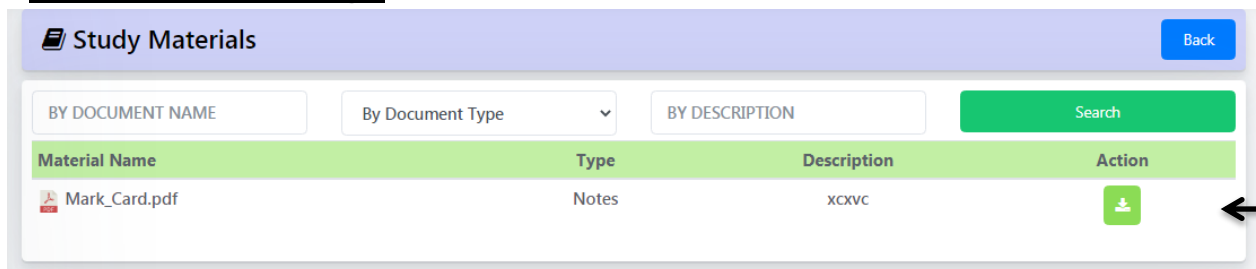 Study Materials
Back
BY DOCUMENT NAME By Document Type BY DESCRIPTION Search
Material Name Type Description Action
PDF Mark_Card.pdf Notes xcxvc